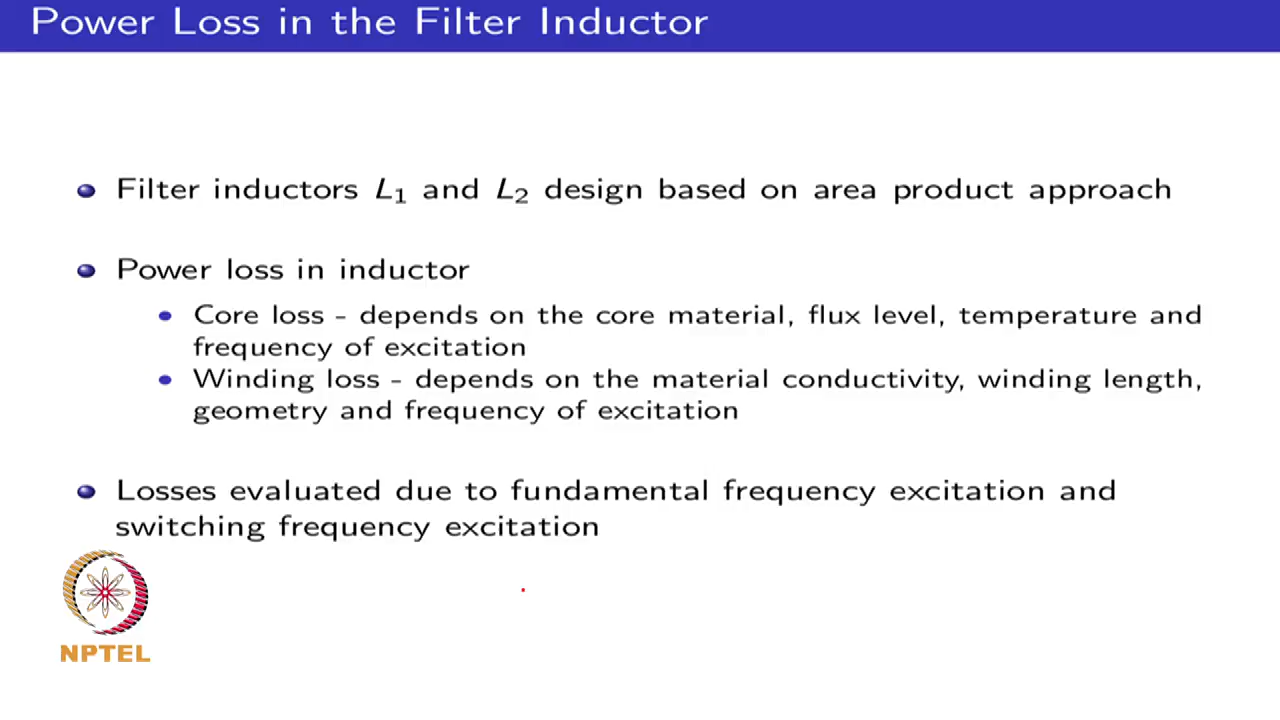 Power Loss in the Filter Inductor
Filter inductors L₁ and L₂ design based on area product approach
Power loss in inductor
Core loss - depends on the core material, flux level, temperature and
frequency of excitation
Winding loss - depends on the material conductivity, winding length,
geometry and frequency of excitation
Losses evaluated due to fundamental frequency excitation and
switching frequency excitation
NPTEL